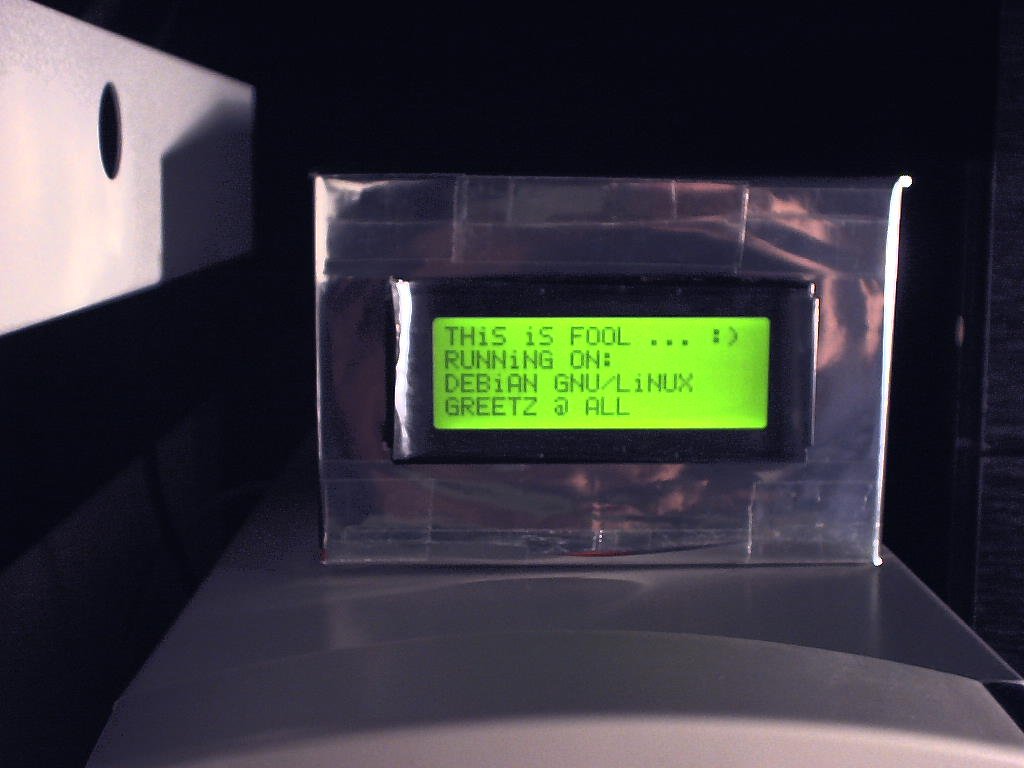 THiS iS FOOL ... :)
RUNNiNG ON:
DEBiAN GNU/LiNUX
GREETZ @ ALL